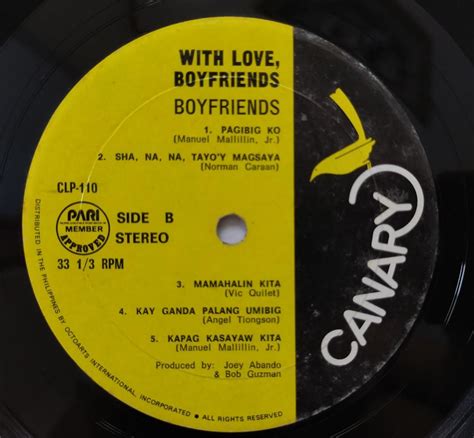 WITH LOVE,
BOYFRIENDS
BOYFRIENDS
1. PAGIBIG KO
(Manuel Mallillin, Jr.)
2. SHA, NA, NA, TAYO'Y MAGSAYA
(Norman Caraan)
CLP-110
PARI
MEMBER
APPROVED
SIDE B
STEREO
33 1/3 RPM
3. MAMAHALIN KITA
(Vic Quilet)
4. KAY GANDA PALANG UMIBIG
(Angel Tiongson)
5. KAPAG KASAYAW KITA
(Manuel Mallillin, Jr.)
Produced by: Joey Abando
& Bob Guzman
DISTRIBUTED IN THE PHILIPPINES BY OCTOARTS INTERNATIONAL, INCORPORATED • ALL RIGHTS RESERVED •
CANARY